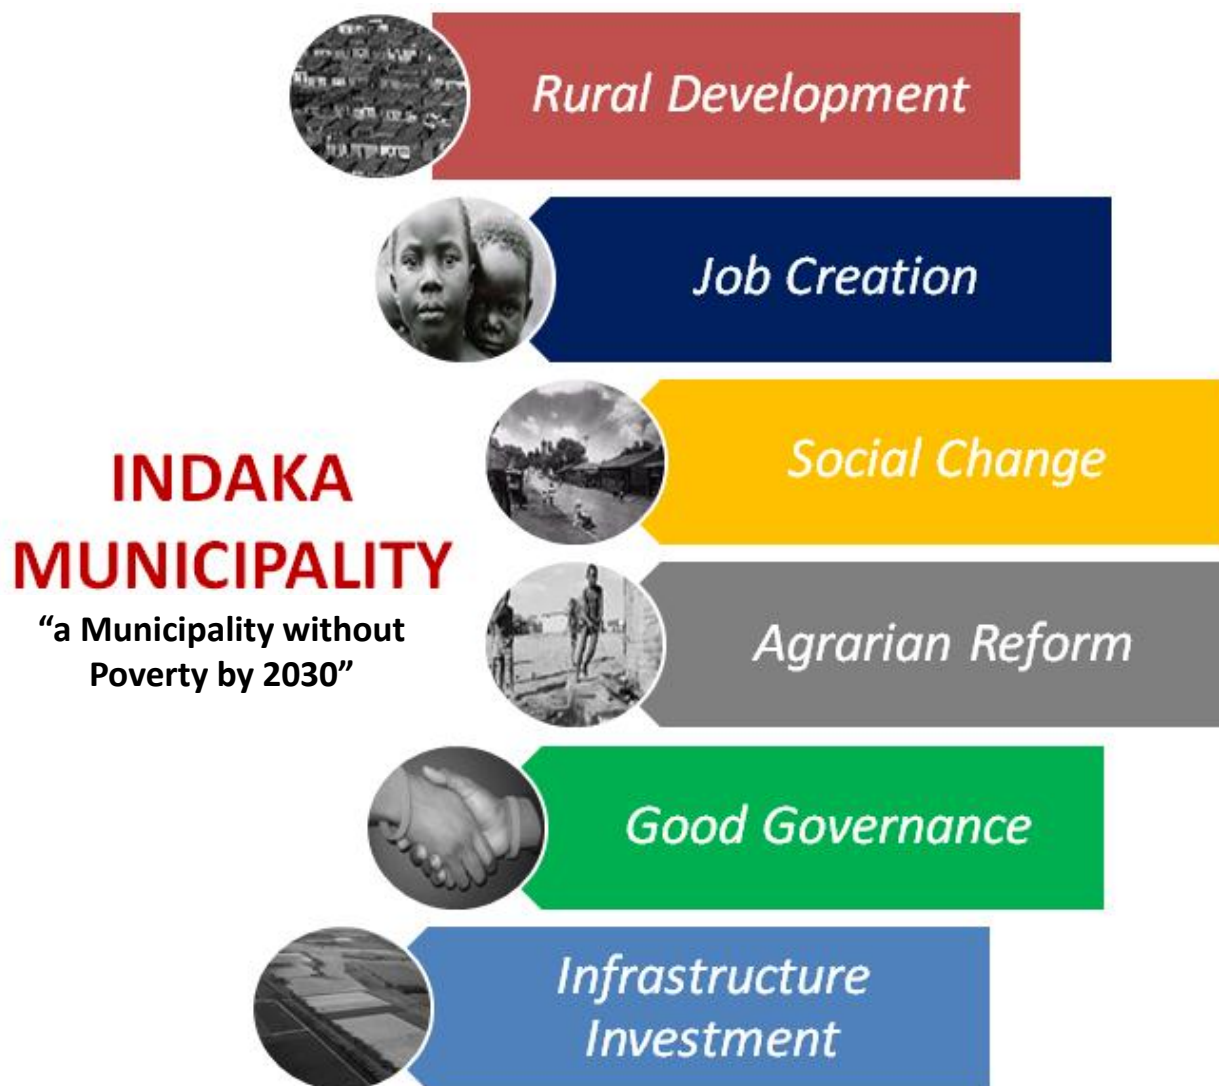 Rural Development
Job Creation
Social Change
INDAKA
MUNICIPALITY
“a Municipality without
Poverty by 2030”
Agrarian Reform
Good Governance
Infrastructure
Investment